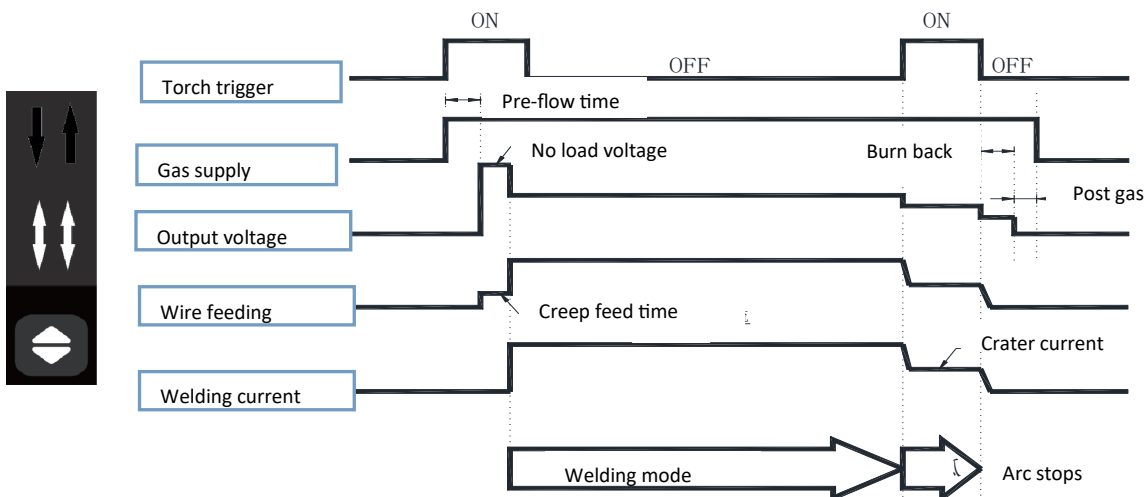 ON
ON
Torch trigger
OFF
OFF
Pre-flow time
No load voltage
Burn back
Gas supply
Post gas
Output voltage
Wire feeding
Creep feed time
Crater current
Welding current
Welding mode
Arc stops